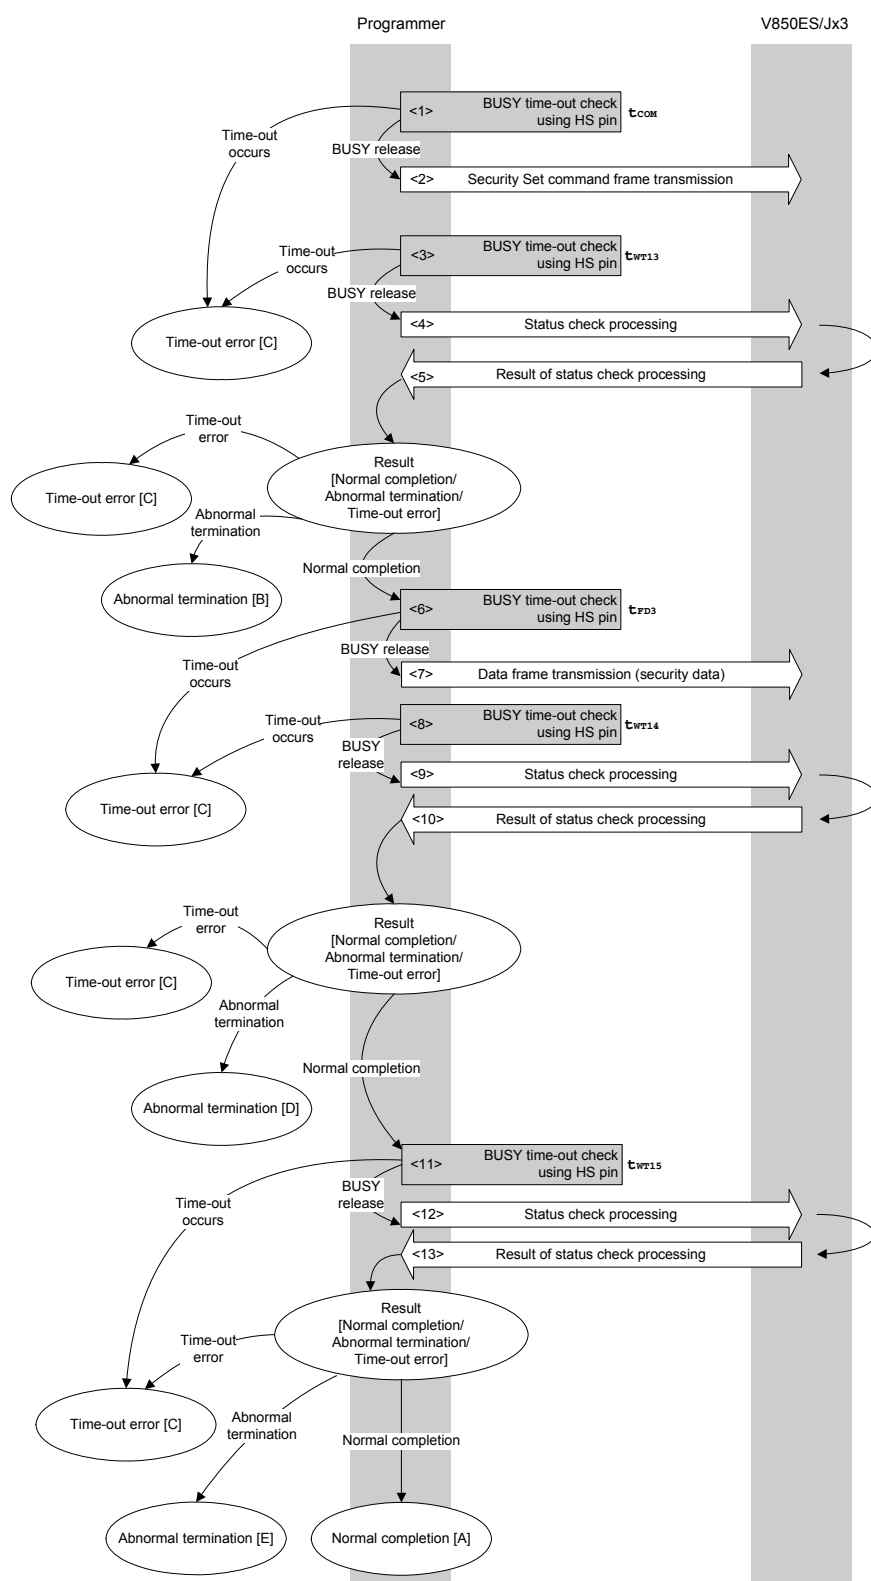 Programmer
V850ES/Jx3
<1>
BUSY time-out check
using HS pin
tCOM
Time-out
occurs
BUSY release
<2>
Security Set command frame transmission
<3>
BUSY time-out check
using HS pin
tWT13
Time-out
occurs
BUSY release
<4>
Status check processing
Time-out error [C]
<5>
Result of status check processing
Time-out
error
Result
[Normal completion/
Abnormal termination/
Time-out error]
Time-out error [C]
Abnormal
termination
Normal completion
Abnormal termination [B]
<6>
BUSY time-out check
using HS pin
tFD3
BUSY release
Time-out
occurs
<7>
Data frame transmission (security data)
<8>
BUSY time-out check
using HS pin
tWT14
Time-out
occurs
BUSY
release
<9>
Status check processing
Time-out error [C]
<10>
Result of status check processing
Time-out
error
Result
[Normal completion/
Abnormal termination/
Time-out error]
Time-out error [C]
Abnormal
termination
Normal completion
Abnormal termination [D]
<11>
BUSY time-out check
using HS pin
tWT15
BUSY
release
Time-out
occurs
<12>
Status check processing
<13>
Result of status check processing
Result
[Normal completion/
Abnormal termination/
Time-out error]
Time-out
error
Time-out error [C]
Abnormal
termination
Normal completion
Abnormal termination [E]
Normal completion [A]